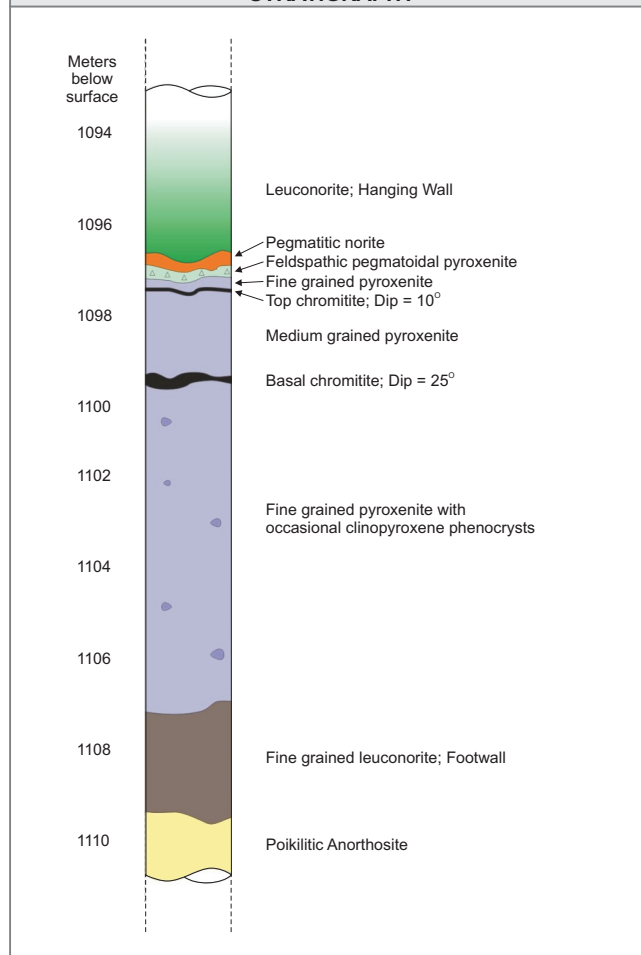 STRATIGRAPHY
Meters
below
surface
1094
Leuconorite; Hanging Wall
1096
Pegmatitic norite
Feldspathic pegmatoidal pyroxenite
Fine grained pyroxenite
Top chromitite; Dip = 10°
1098
Medium grained pyroxenite
Basal chromitite; Dip = 25°
1100
1102
Fine grained pyroxenite with
occasional clinopyroxene phenocrysts
1104
1106
1108
Fine grained leuconorite; Footwall
1110
Poikilitic Anorthosite